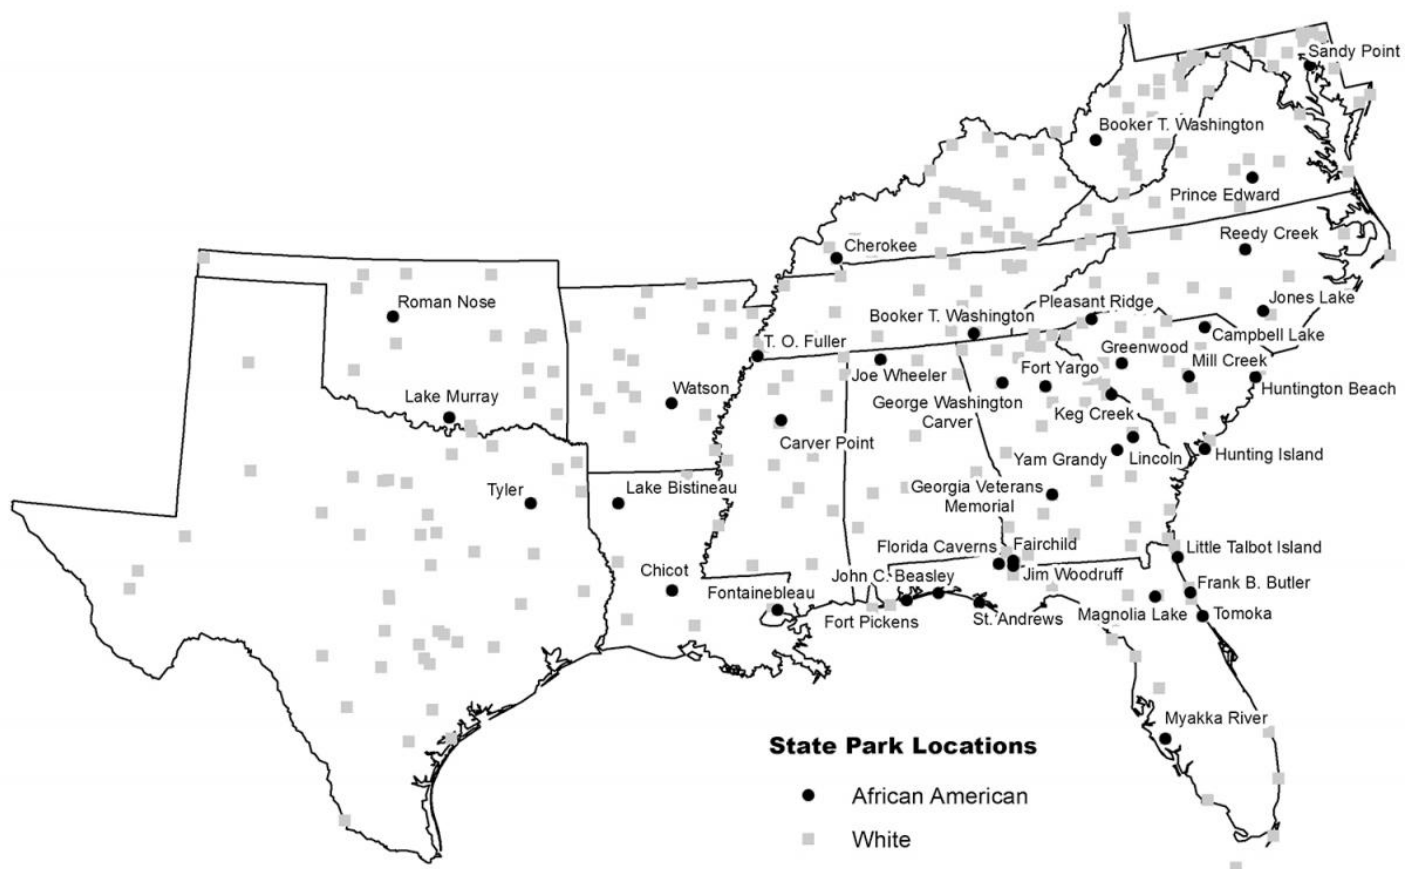 Sandy Point
Booker T. Washington
Prince Edward
Reedy Creek
Cherokee
Roman Nose
Pleasant Ridge
Jones Lake
Booker T. Washington
Campbell Lake
T. O. Fuller
Greenwood
Mill Creek
Fort Yargo
Joe Wheeler
Lake Murray
Watson
Huntington Beach
George Washington
Carver
Keg Creek
Carver Point
Yam Grandy
Lincoln
Hunting Island
Tyler
Lake Bistineau
Georgia Veterans
Memorial
Florida Caverns
Fairchild
Little Talbot Island
Chicot
John C. Beasley
Jim Woodruff
Frank B. Butler
Fontainebleau
Fort Pickens
St. Andrews
Magnolia Lake
Tomoka
Myakka River
State Park Locations
African American
White